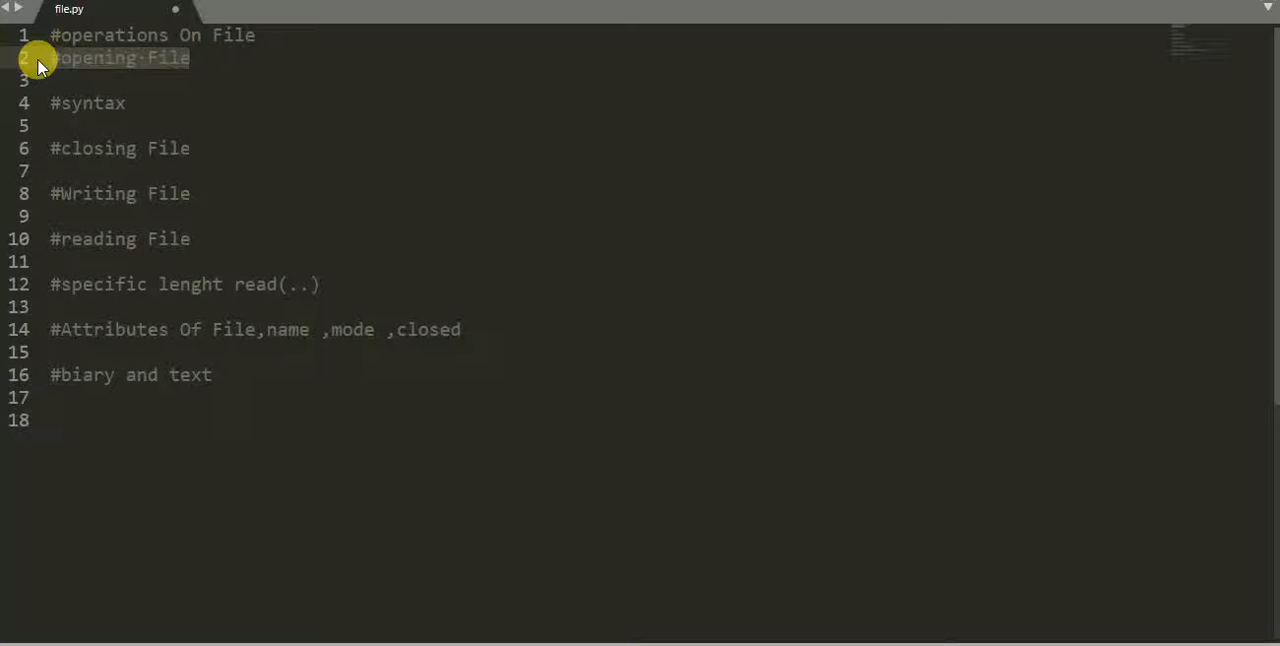 file.py
1 #operations On File
2 #opening File
3
4 #syntax
5
6 #closing File
7
8 #Writing File
9
10 #reading File
11
12 #specific lenght read(..)
13
14 #Attributes Of File,name ,mode ,closed
15
16 #biary and text
17
18